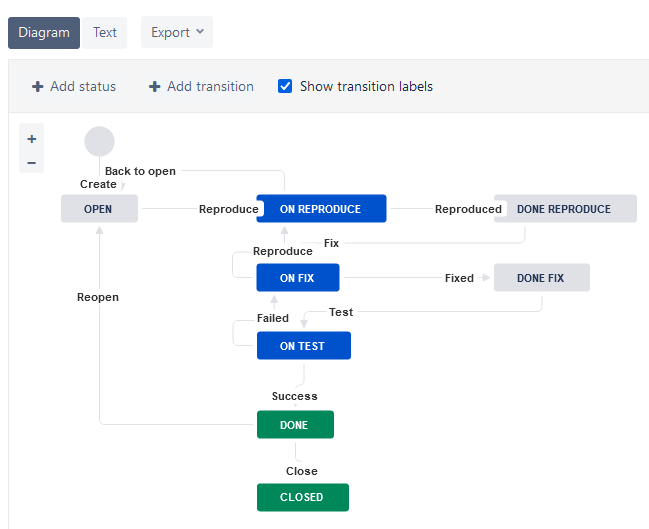 Diagram
Text
Export
Add status
Add transition
Show transition labels
+
−
Back to open
Create
OPEN
Reproduce
ON REPRODUCE
Reproduced
DONE REPRODUCE
Fix
Reproduce
ON FIX
Fixed
DONE FIX
Reopen
Failed
Test
ON TEST
Success
DONE
Close
CLOSED